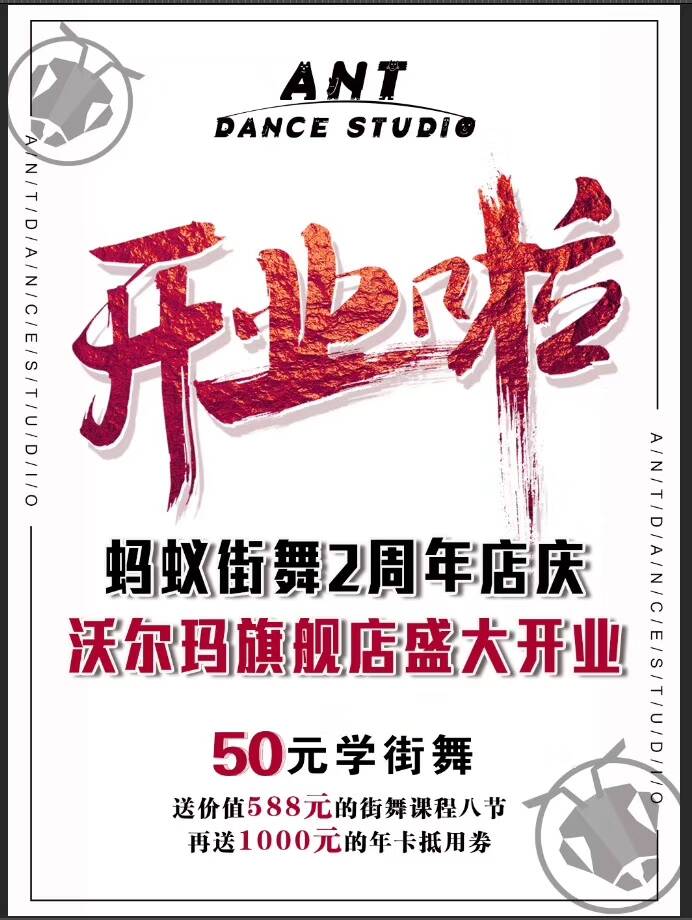 ANT
DANCE STUDIO
A/N/T/D/A/N/C/E/S/T/U/D/I/O
开业啦
A/N/T/D/A/N/C/E/S/T/U/D/I/O
蚂蚁街舞2周年店庆
沃尔玛旗舰店盛大开业
50元学街舞
送价值588元的街舞课程八节
再送1000元的年卡抵用券